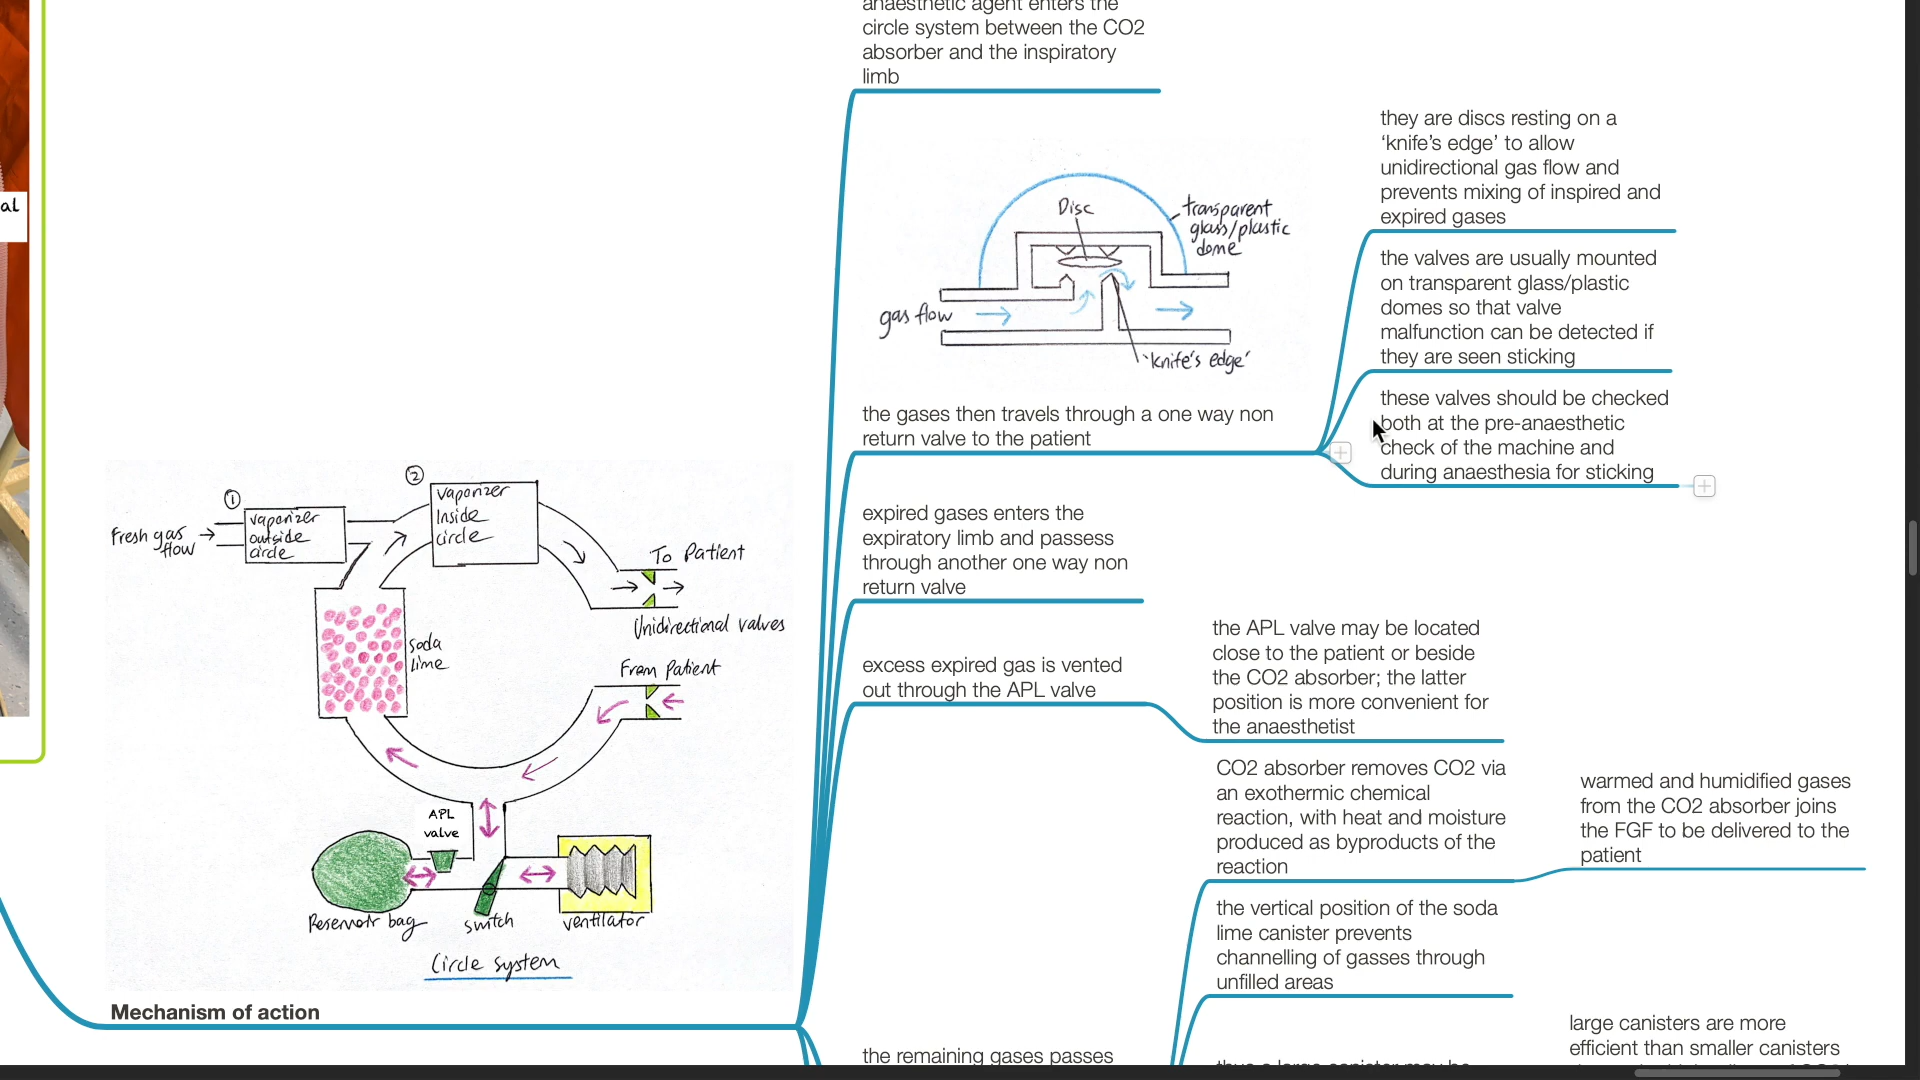 anaesthetic agent enters the
circle system between the CO2
absorber and the inspiratory
limb
al
Disc
transparent
glass/plastic
dome
gas flow
'knife's edge'
they are discs resting on a
‘knife’s edge’ to allow
unidirectional gas flow and
prevents mixing of inspired and
expired gases
the valves are usually mounted
on transparent glass/plastic
domes so that valve
malfunction can be detected if
they are seen sticking
the gases then travels through a one way non
return valve to the patient
these valves should be checked
both at the pre-anaesthetic
check of the machine and
during anaesthesia for sticking
1
2
Fresh gas
flow
vaporizer
outside
circle
vaporizer
Inside
circle
To Patient
Unidirectional valves
From Patient
soda
lime
APL
valve
Reservoir bag
switch
ventilator
Circle system
Mechanism of action
expired gases enters the
expiratory limb and passess
through another one way non
return valve
excess expired gas is vented
out through the APL valve
the APL valve may be located
close to the patient or beside
the CO2 absorber; the latter
position is more convenient for
the anaesthetist
CO2 absorber removes CO2 via
an exothermic chemical
reaction, with heat and moisture
produced as byproducts of the
reaction
warmed and humidified gases
from the CO2 absorber joins
the FGF to be delivered to the
patient
the vertical position of the soda
lime canister prevents
channelling of gasses through
unfilled areas
the remaining gases passes
large canisters are more
efficient than smaller canisters